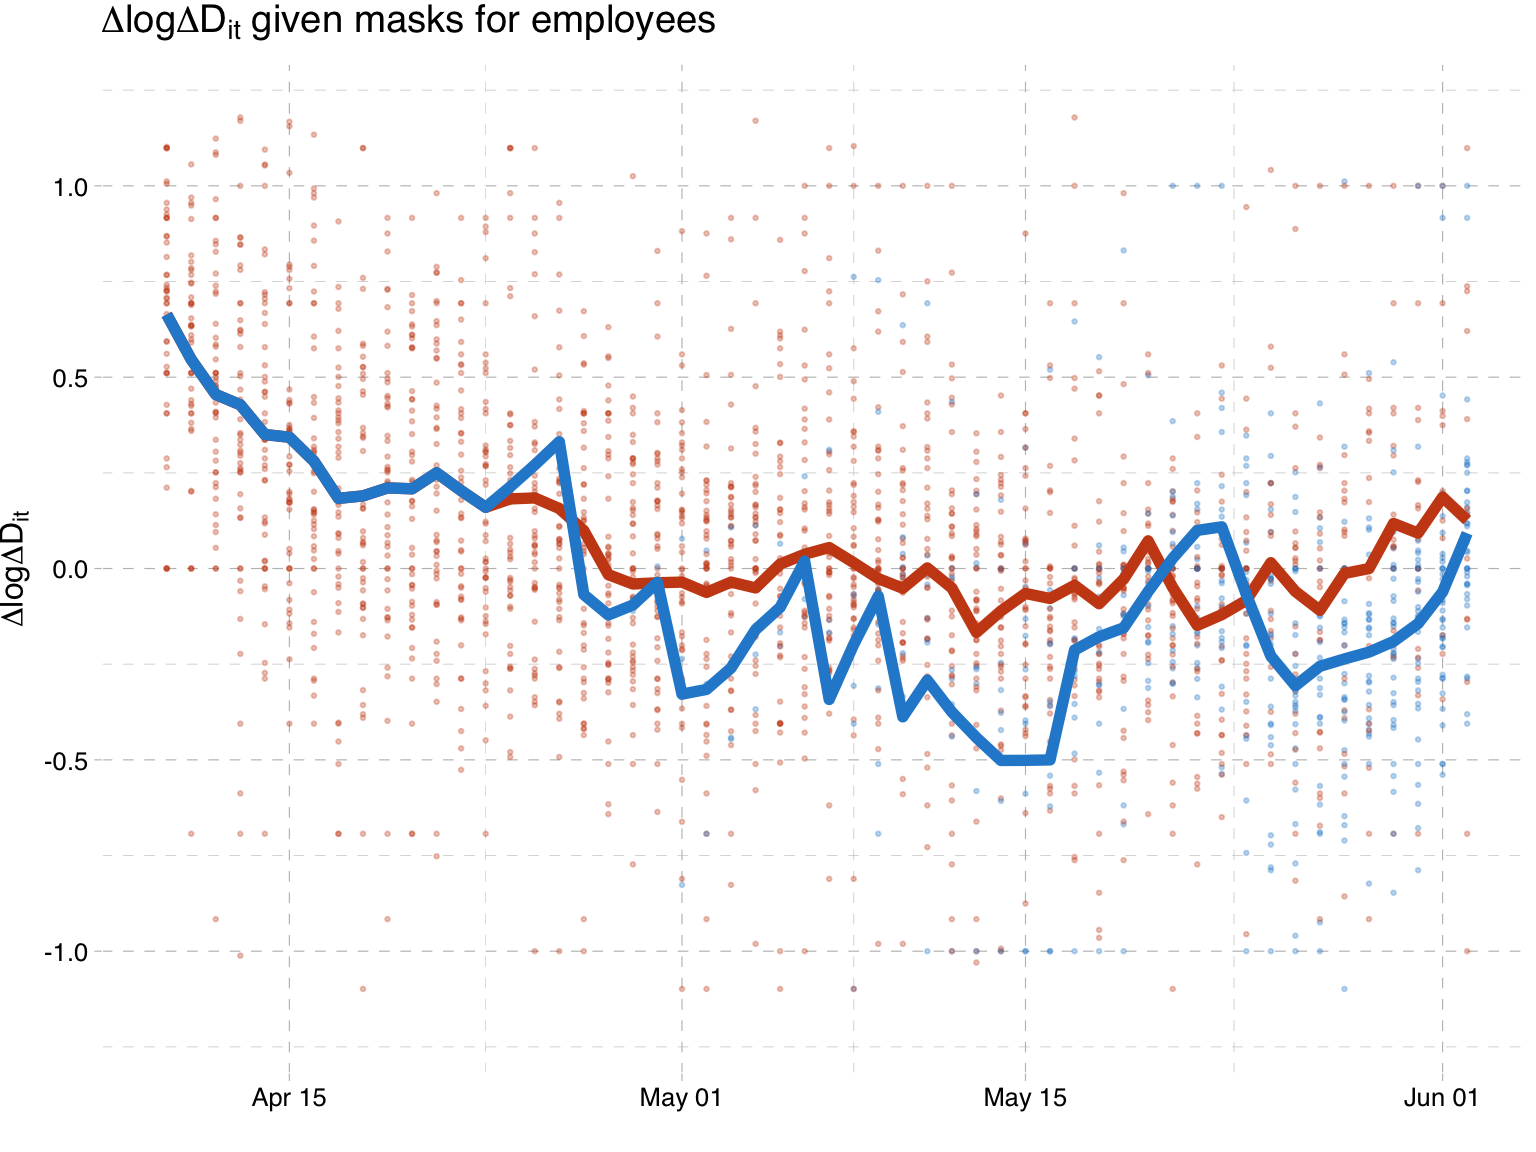 ΔlogΔDit given masks for employees
ΔlogΔDit
1.0
0.5
0.0
-0.5
-1.0
Apr 15
May 01
May 15
Jun 01